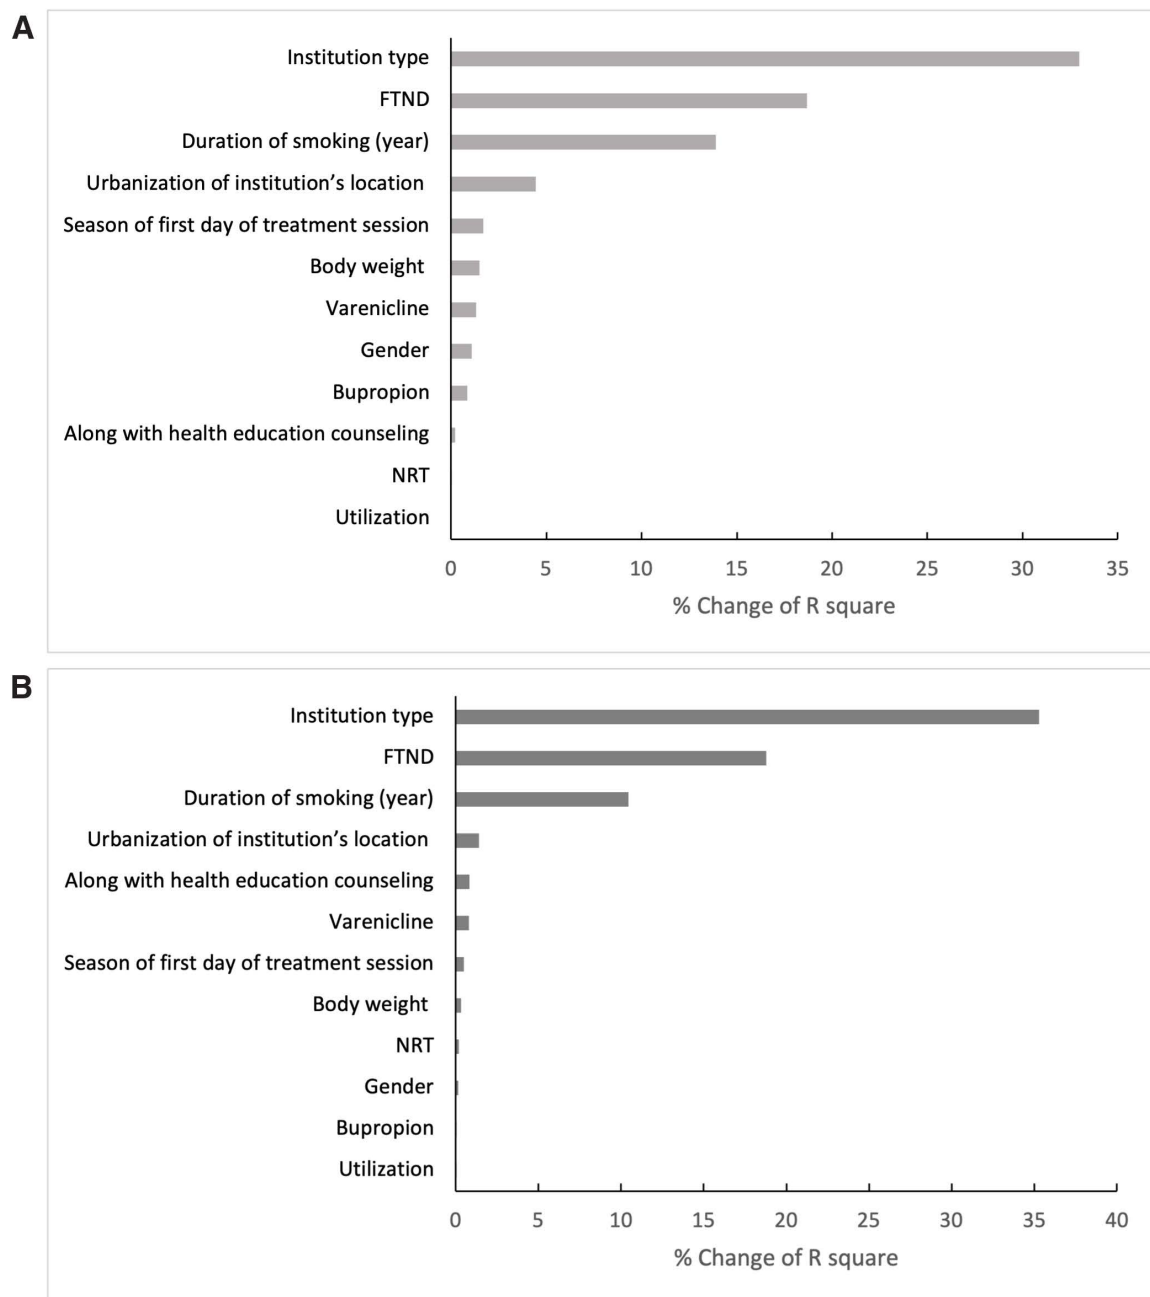 A
Institution type
FTND
Duration of smoking (year)
Urbanization of institution’s location
Season of first day of treatment session
Body weight
Varenicline
Gender
Bupropion
Along with health education counseling
NRT
Utilization
0 5 10 15 20 25 30 35
% Change of R square
B
Institution type
FTND
Duration of smoking (year)
Urbanization of institution’s location
Along with health education counseling
Varenicline
Season of first day of treatment session
Body weight
NRT
Gender
Bupropion
Utilization
0 5 10 15 20 25 30 35 40
% Change of R square